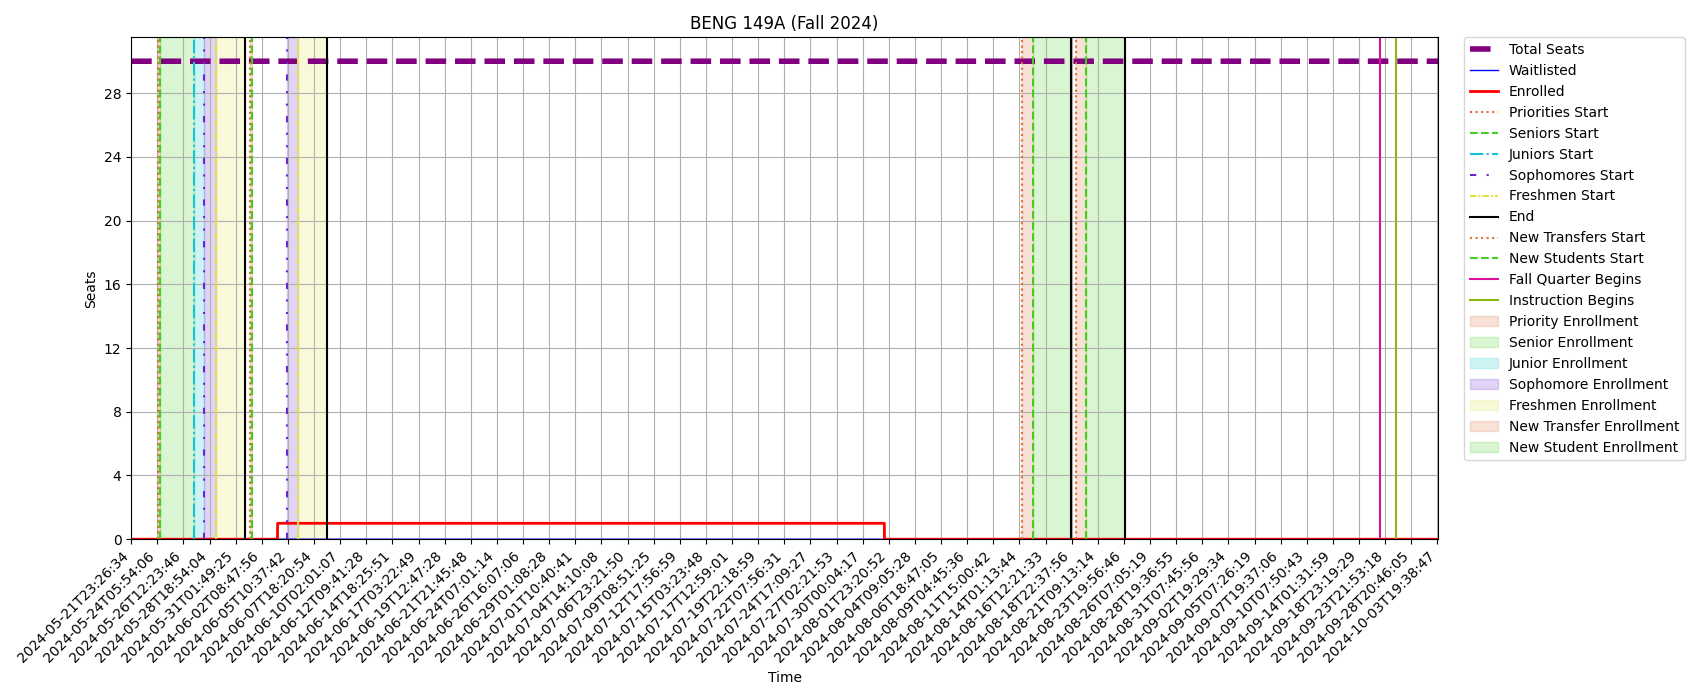 BENG 149A (Fall 2024)
Seats
28
24
20
16
12
8
4
0
2024-05-21T23:26:34
2024-05-24T05:54:06
2024-05-26T12:23:46
2024-05-28T18:54:04
2024-05-31T01:49:25
2024-06-02T08:47:56
2024-06-05T10:37:42
2024-06-07T18:20:54
2024-06-10T02:01:07
2024-06-12T09:41:28
2024-06-14T18:25:51
2024-06-17T03:22:49
2024-06-19T12:47:28
2024-06-21T21:45:48
2024-06-24T07:01:14
2024-06-26T16:07:06
2024-06-29T01:08:28
2024-07-01T10:40:41
2024-07-04T14:10:08
2024-07-06T23:21:50
2024-07-09T08:51:25
2024-07-12T17:56:59
2024-07-15T03:23:48
2024-07-17T12:59:01
2024-07-19T22:18:59
2024-07-22T07:56:31
2024-07-24T17:09:27
2024-07-27T02:21:53
2024-07-30T00:04:17
2024-08-01T23:20:52
2024-08-04T09:05:28
2024-08-06T18:47:05
2024-08-09T04:45:36
2024-08-11T15:00:42
2024-08-14T01:13:44
2024-08-16T12:21:33
2024-08-18T22:37:56
2024-08-21T09:13:14
2024-08-23T19:56:46
2024-08-26T07:05:19
2024-08-28T19:36:55
2024-08-31T07:45:56
2024-09-02T19:29:34
2024-09-05T07:26:19
2024-09-07T19:37:06
2024-09-10T07:50:43
2024-09-14T01:31:59
2024-09-18T23:19:29
2024-09-23T21:53:18
2024-09-28T20:46:05
2024-10-03T19:38:47
Time
Total Seats
Waitlisted
Enrolled
Priorities Start
Seniors Start
Juniors Start
Sophomores Start
Freshmen Start
End
New Transfers Start
New Students Start
Fall Quarter Begins
Instruction Begins
Priority Enrollment
Senior Enrollment
Junior Enrollment
Sophomore Enrollment
Freshmen Enrollment
New Transfer Enrollment
New Student Enrollment